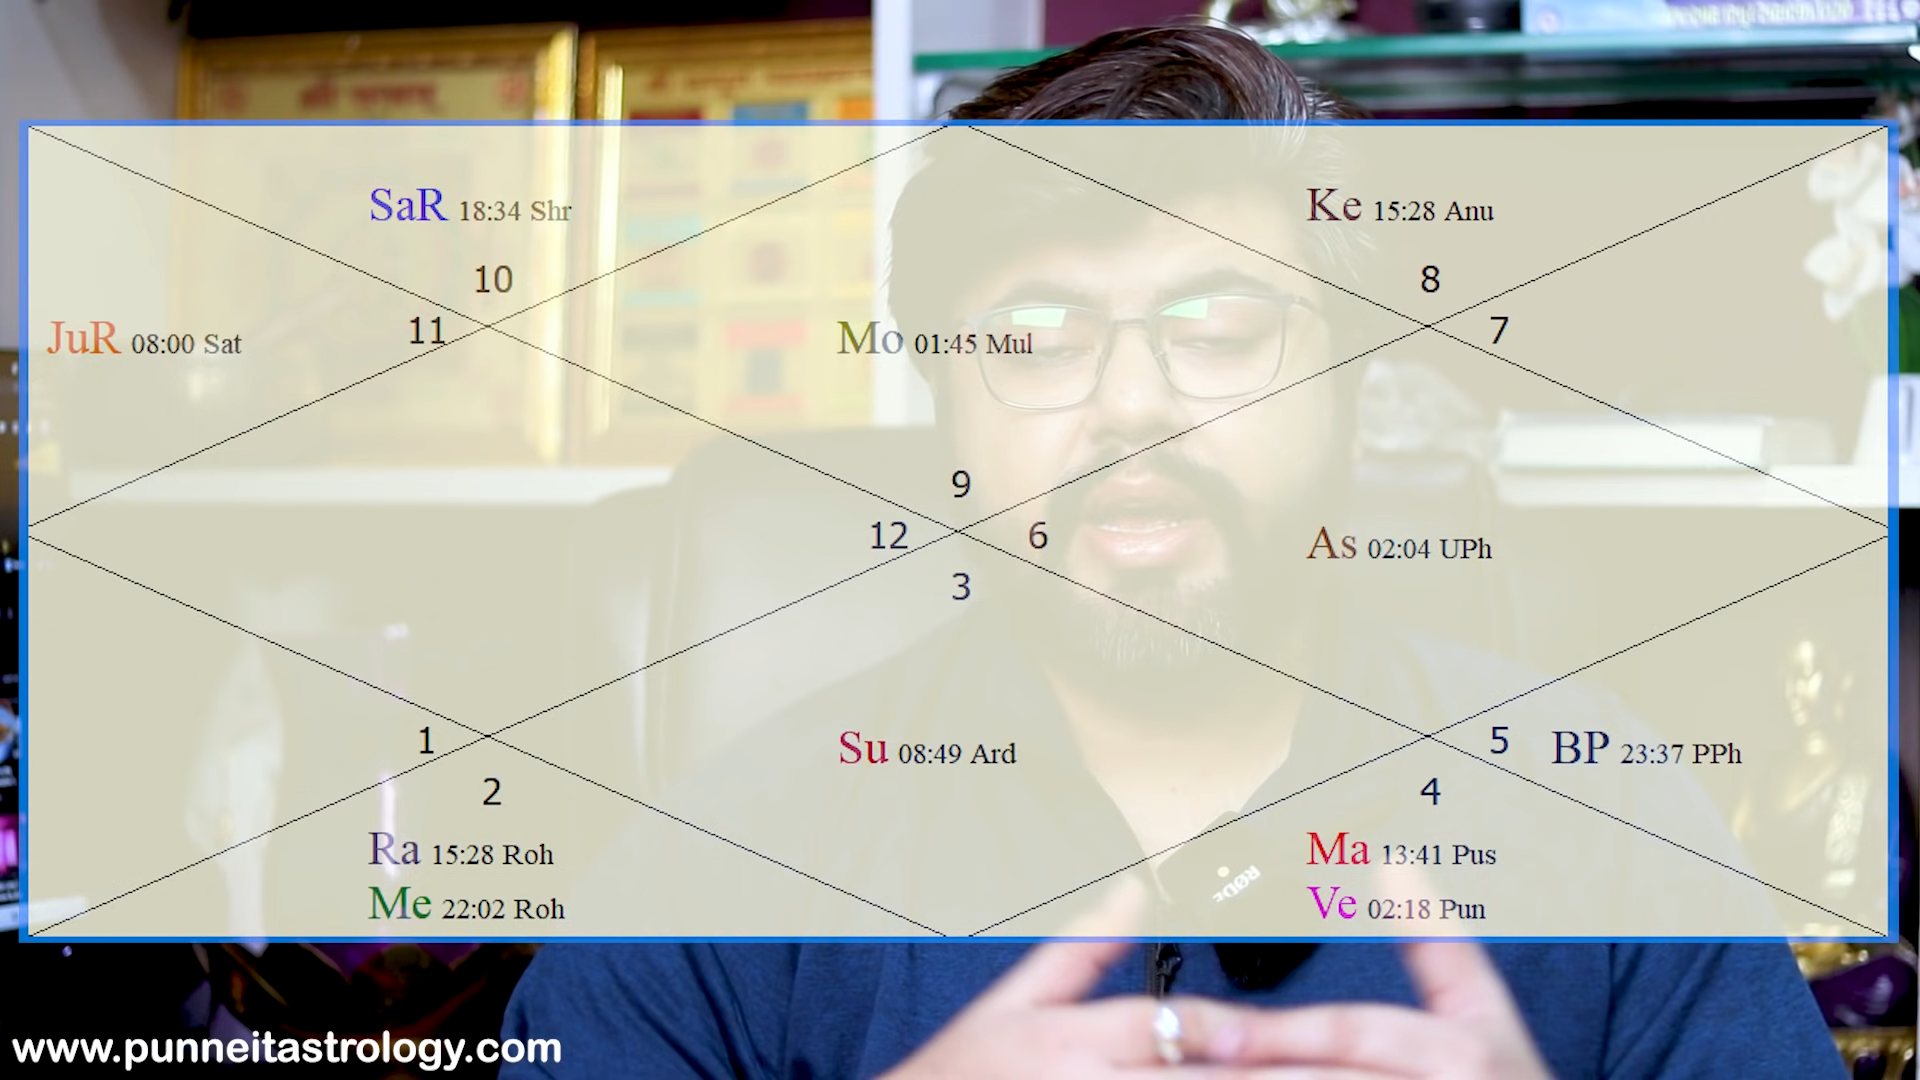 SaR 18:34 Shr
Ke 15:28 Anu
10
8
JuR 08:00 Sat
11
Mo 01:45 Mul
7
9
12
6
As 02:04 UPh
3
1
Su 08:49 Ard
5
BP 23:37 PPh
2
4
Ra 15:28 Roh
Ma 13:41 Pus
Me 22:02 Roh
Ve 02:18 Pun
RØDE
www.punneitastrology.com